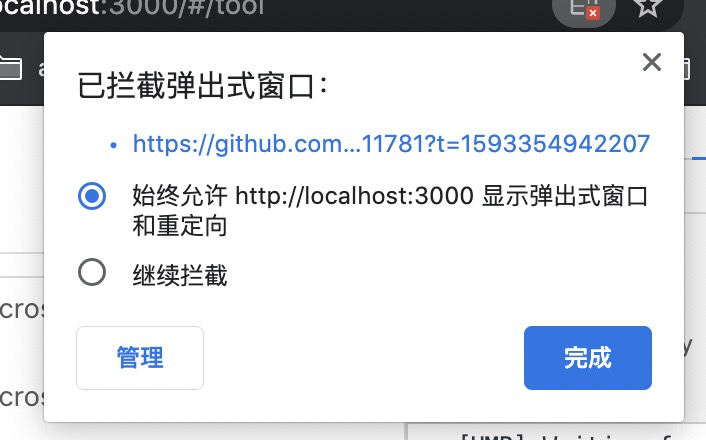 ocalhost:3000/#/tool
已拦截弹出式窗口：
• https://github.com...11781?t=1593354942207
始终允许 http://localhost:3000 显示弹出式窗口
和重定向
继续拦截
管理
完成
cros
cros